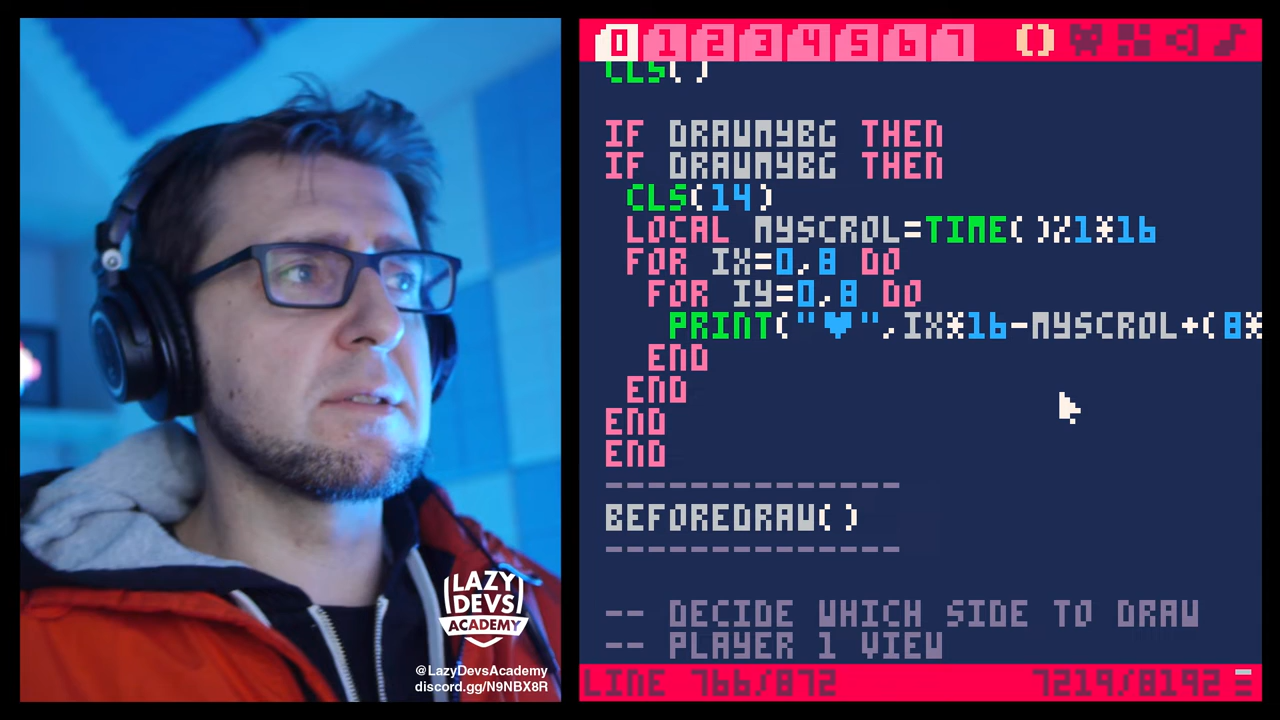 0 1 2 3 4 5 6 7 ()
CLS()
IF DRAWMYBG THEN
IF DRAWMYBG THEN
CLS(14)
LOCAL MYSCROL=TIME()%1*16
FOR IX=0,8 DO
FOR IY=0,8 DO
PRINT("♥",IX*16-MYSCROL+(8*
END
END
END
END
--------------
BEFOREDRAW()
--------------
-- DECIDE WHICH SIDE TO DRAW
-- PLAYER 1 VIEW
LINE 766/872 7219/8192
LAZY
DEVS
ACADEMY
@LazyDevsAcademy
discord.gg/N9NBX8R